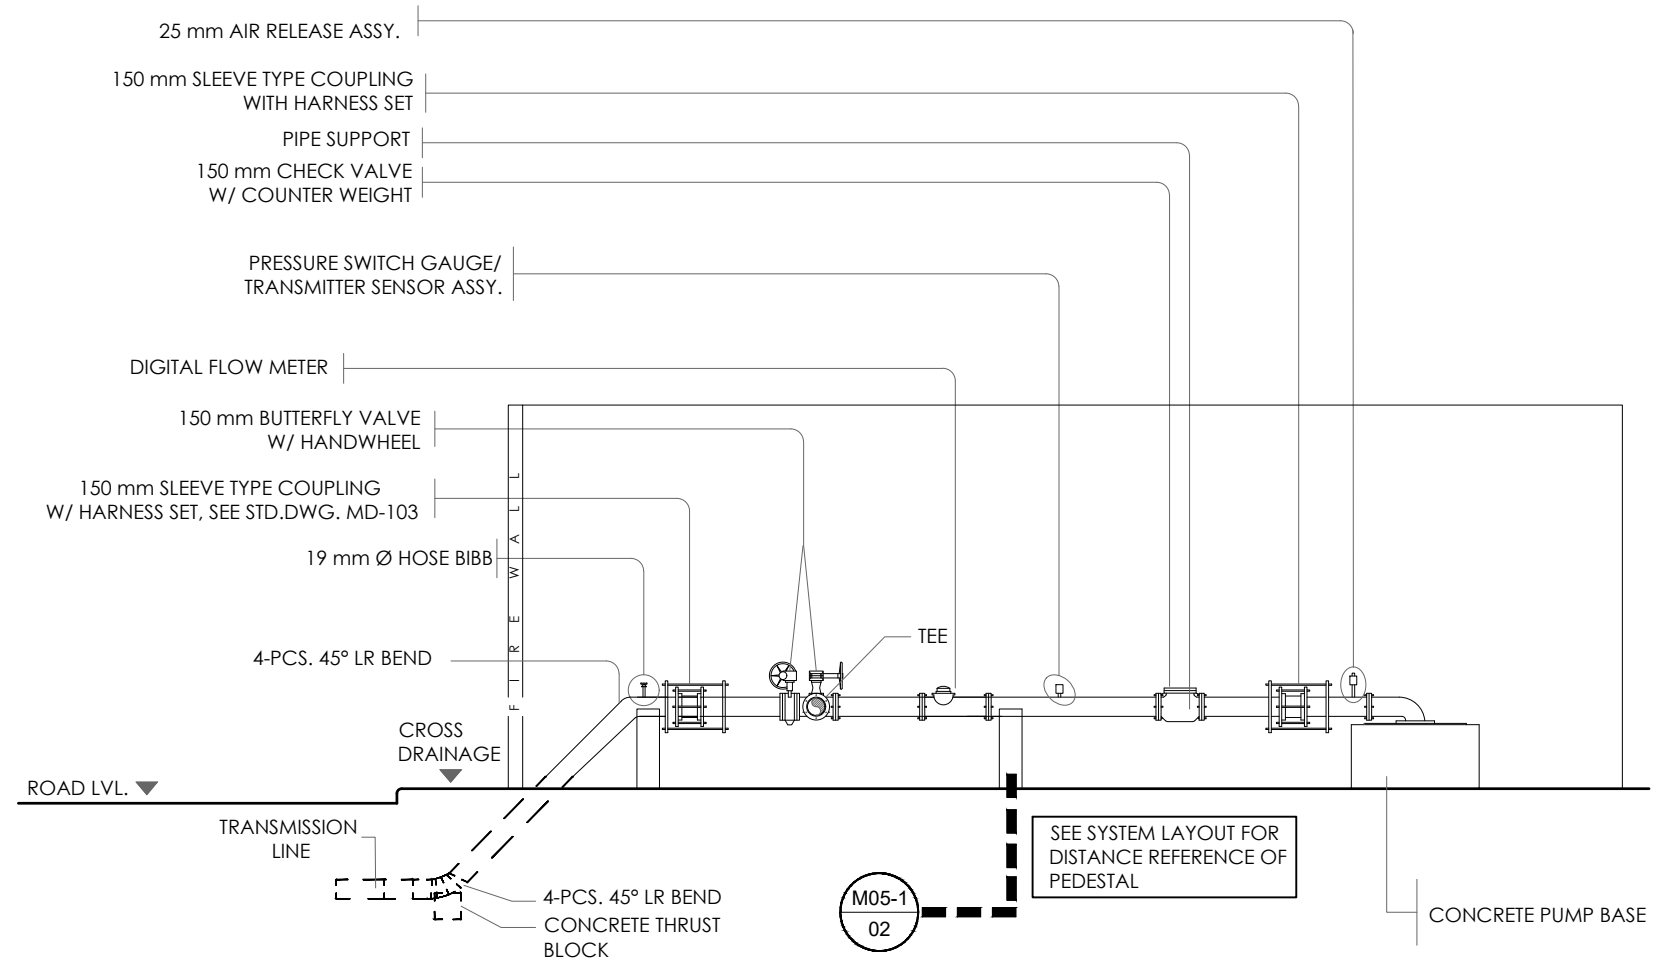 25 mm AIR RELEASE ASSY.
150 mm SLEEVE TYPE COUPLING
WITH HARNESS SET
PIPE SUPPORT
150 mm CHECK VALVE
W/ COUNTER WEIGHT
PRESSURE SWITCH GAUGE/
TRANSMITTER SENSOR ASSY.
DIGITAL FLOW METER
150 mm BUTTERFLY VALVE
W/ HANDWHEEL
150 mm SLEEVE TYPE COUPLING
W/ HARNESS SET, SEE STD.DWG. MD-103
19 mm Ø HOSE BIBB
FIRE WALL
TEE
4-PCS. 45° LR BEND
CROSS
DRAINAGE
ROAD LVL.
TRANSMISSION
LINE
4-PCS. 45° LR BEND
CONCRETE THRUST
BLOCK
M05-1
02
SEE SYSTEM LAYOUT FOR
DISTANCE REFERENCE OF
PEDESTAL
CONCRETE PUMP BASE